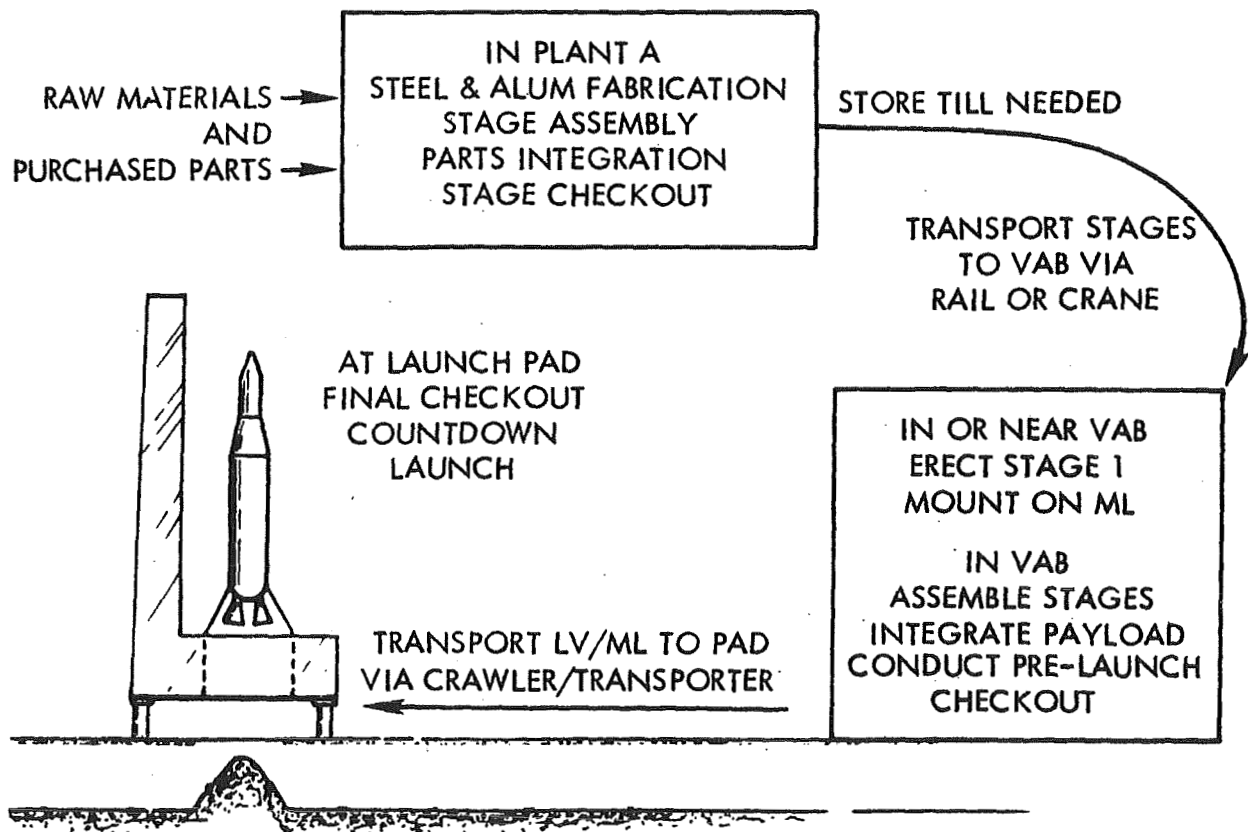 RAW MATERIALS
AND
PURCHASED PARTS
IN PLANT A
STEEL & ALUM FABRICATION
STAGE ASSEMBLY
PARTS INTEGRATION
STAGE CHECKOUT
STORE TILL NEEDED
TRANSPORT STAGES
TO VAB VIA
RAIL OR CRANE
IN OR NEAR VAB
ERECT STAGE 1
MOUNT ON ML
IN VAB
ASSEMBLE STAGES
INTEGRATE PAYLOAD
CONDUCT PRE-LAUNCH
CHECKOUT
TRANSPORT LV/ML TO PAD
VIA CRAWLER/TRANSPORTER
AT LAUNCH PAD
FINAL CHECKOUT
COUNTDOWN
LAUNCH